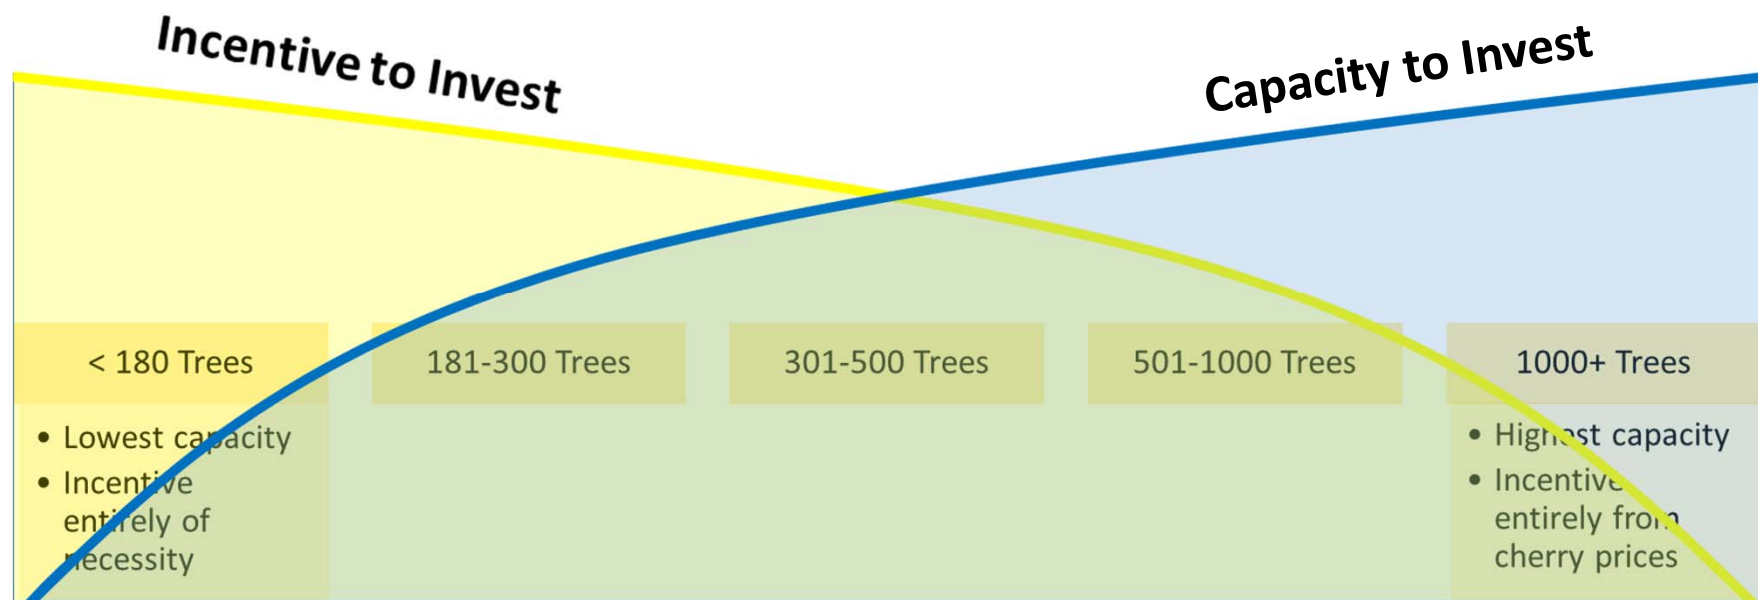 Incentive to Invest
Capacity to Invest
< 180 Trees
181-300 Trees
301-500 Trees
501-1000 Trees
1000+ Trees
• Lowest capacity
• Incentive
entirely of
necessity
• Highest capacity
• Incentive
entirely from
cherry prices